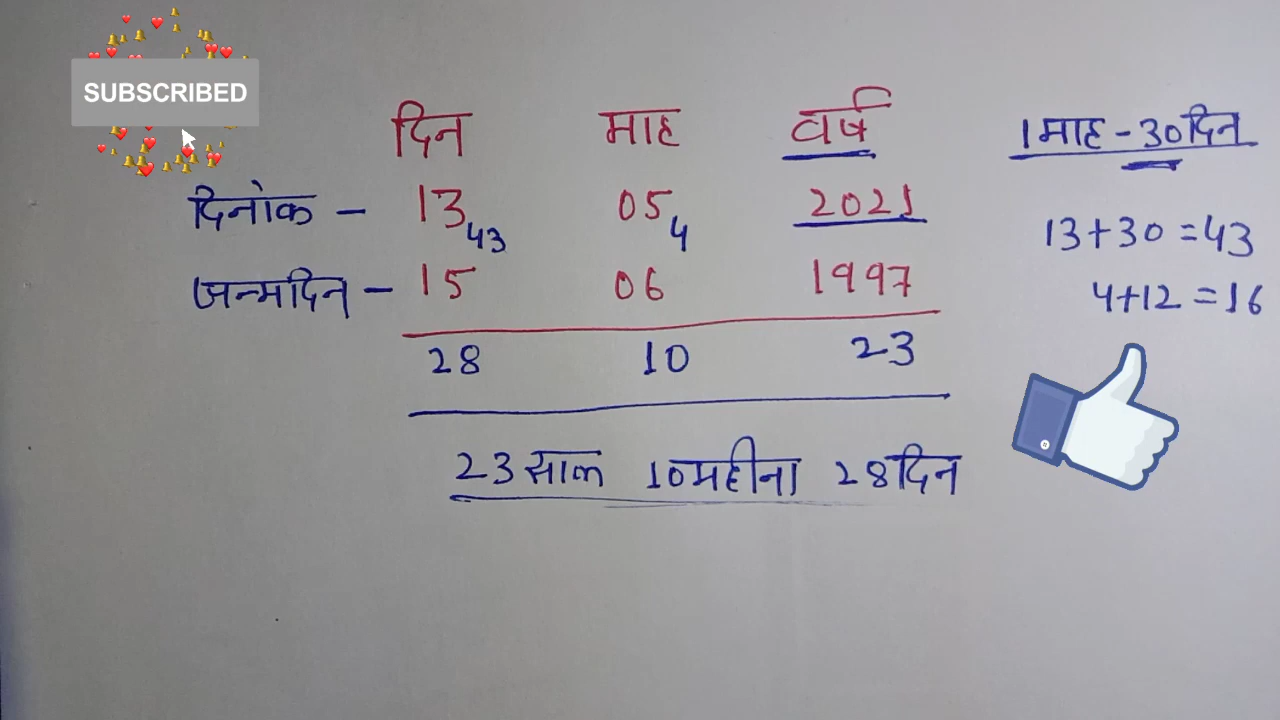 SUBSCRIBED
दिन माह वर्ष
1 माह - 30 दिन
दिनांक - 13 43 05 4 2021
13+30 = 43
जन्मदिन - 15 06 1997
4+12 = 16
28 10 23
23 साल 10 महीना 28 दिन